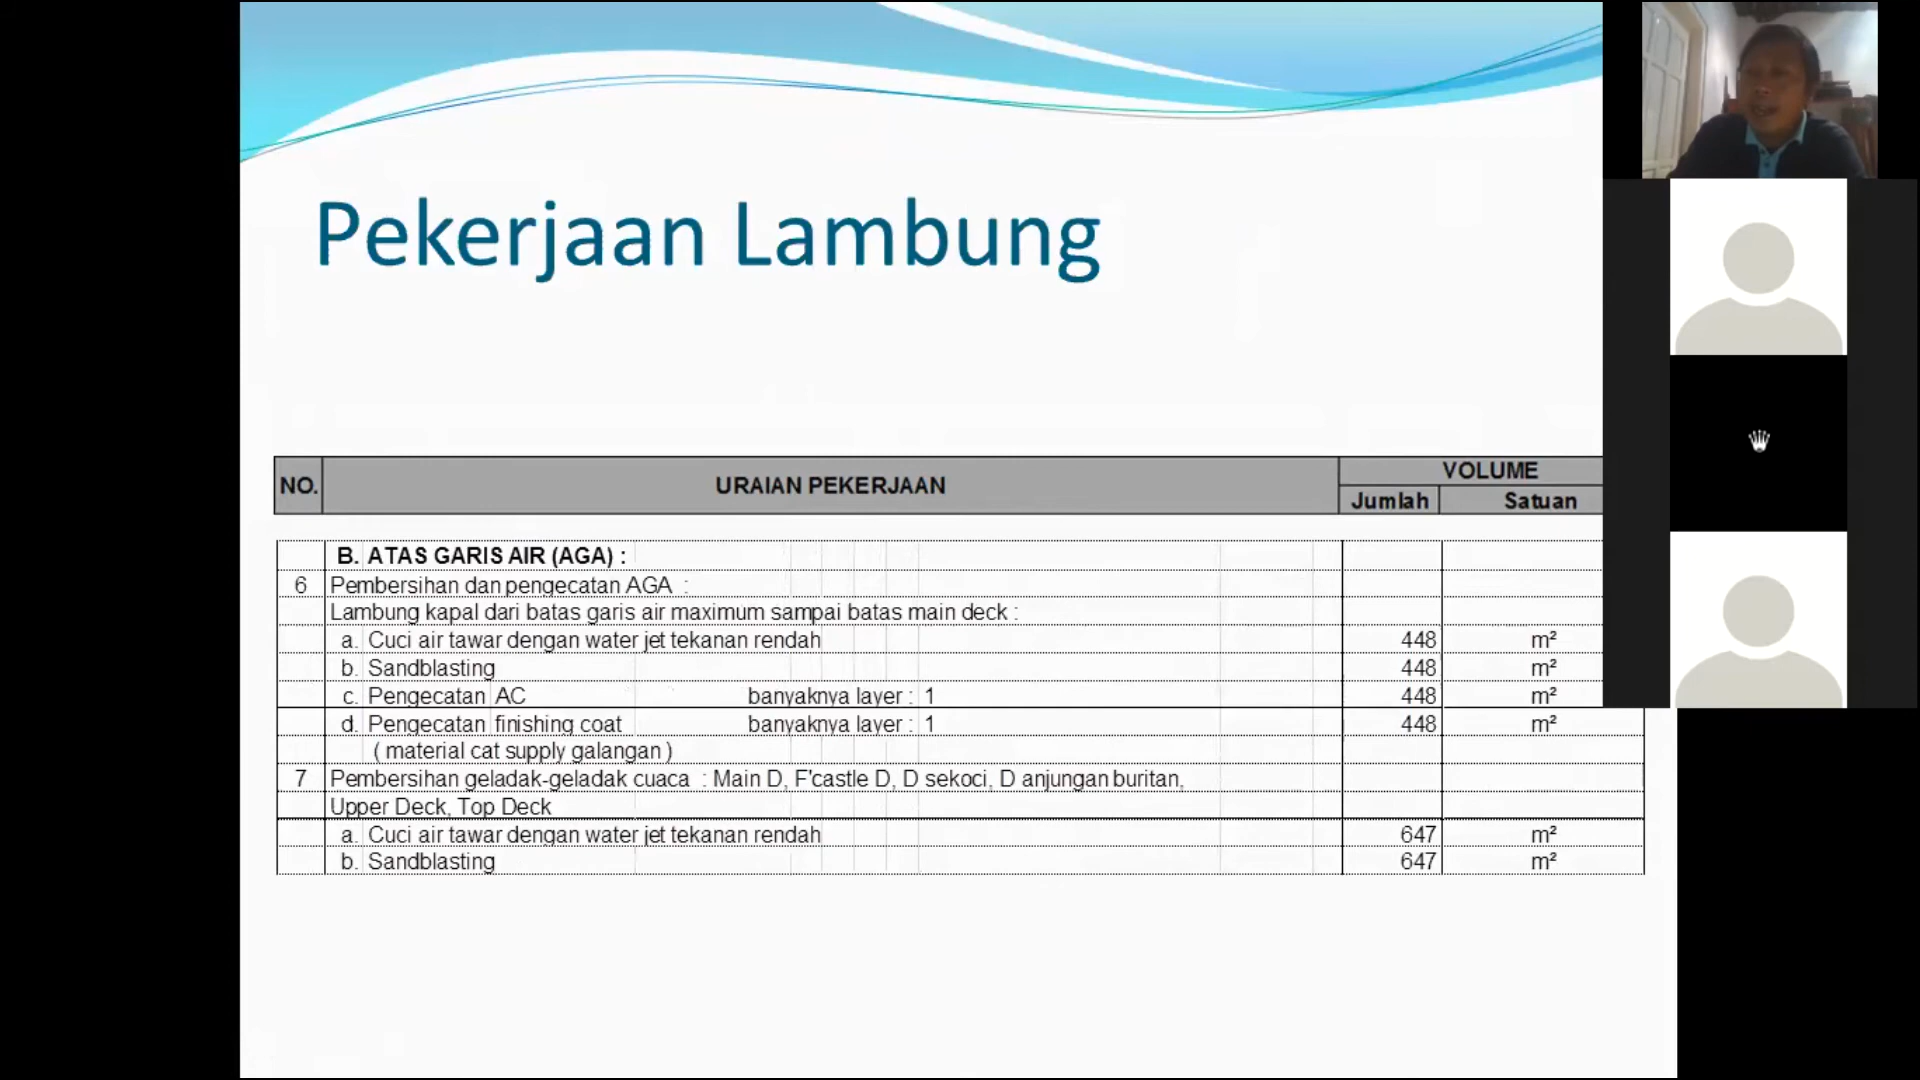 Pekerjaan Lambung
NO. URAIAN PEKERJAAN VOLUME
Jumlah Satuan
B. ATAS GARIS AIR (AGA) :
6 Pembersihan dan pengecatan AGA :
Lambung kapal dari batas garis air maximum sampai batas main deck :
a. Cuci air tawar dengan water jet tekanan rendah 448 m²
b. Sandblasting 448 m²
c. Pengecatan AC banyaknya layer : 1 448 m²
d. Pengecatan finishing coat banyaknya layer : 1 448 m²
( material cat supply galangan )
7 Pembersihan geladak-geladak cuaca : Main D, F'castle D, D sekoci, D anjungan buritan,
Upper Deck, Top Deck
a. Cuci air tawar dengan water jet tekanan rendah 647 m²
b. Sandblasting 647 m²